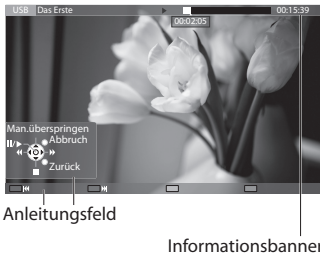 USB Das Erste 00:15:39
00:02:05
Man.überspringen
Abbruch
Zurück
Anleitungsfeld
Informationsbanner